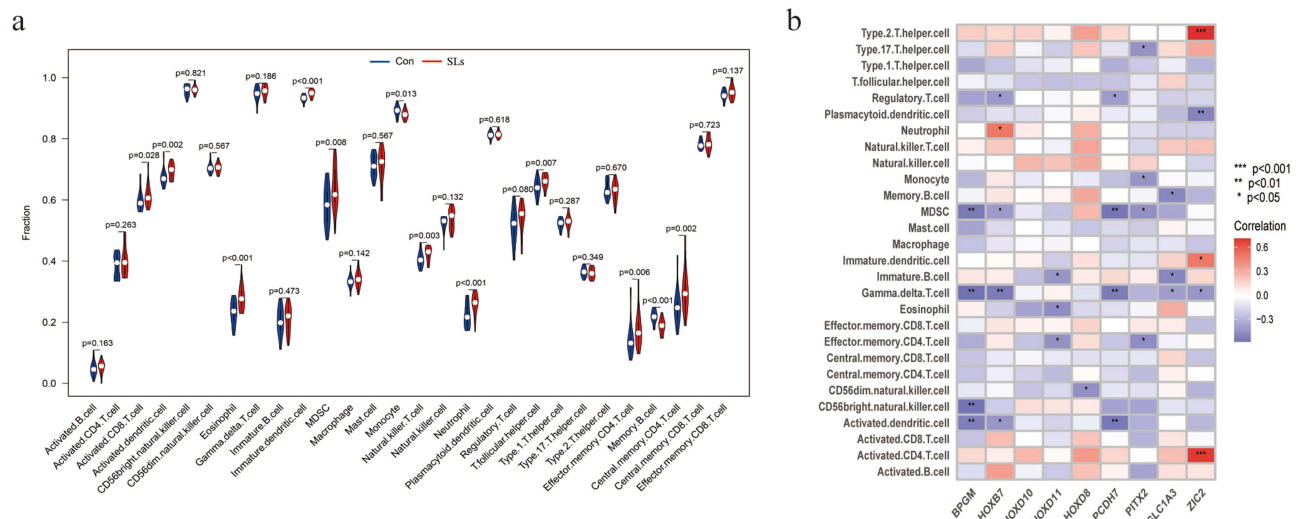 a
Con SLs
Fraction
1.0
0.8
0.6
0.4
0.2
0.0
p=0.163
p=0.263
p=0.028
p=0.002
p=0.821
p=0.567
p<0.001
p=0.186
p=0.473
p<0.001
p=0.008
p=0.142
p=0.567
p=0.013
p=0.003
p=0.132
p<0.001
p=0.618
p=0.080
p=0.007
p=0.287
p=0.349
p=0.670
p=0.006
p<0.001
p=0.002
p=0.723
p=0.137
Activated.B.cell
Activated.CD4.T.cell
Activated.CD8.T.cell
Activated.dendritic.cell
CD56bright.natural.killer.cell
CD56dim.natural.killer.cell
Eosinophil
Gamma.delta.T.cell
Immature.B.cell
Immature.dendritic.cell
MDSC
Macrophage
Mast.cell
Monocyte
Natural.killer.T.cell
Natural.killer.cell
Neutrophil
Plasmacytoid.dendritic.cell
Regulatory.T.cell
T.follicular.helper.cell
Type.1.T.helper.cell
Type.17.T.helper.cell
Type.2.T.helper.cell
Effector.memory.CD4.T.cell
Memory.B.cell
Central.memory.CD4.T.cell
Central.memory.CD8.T.cell
Effector.memory.CD8.T.cell
b
Type.2.T.helper.cell ***
Type.17.T.helper.cell *
Type.1.T.helper.cell
T.follicular.helper.cell
Regulatory.T.cell * *
Plasmacytoid.dendritic.cell **
Neutrophil *
Natural.killer.T.cell
Natural.killer.cell
Monocyte *
Memory.B.cell *
MDSC ** * ** *
Mast.cell
Macrophage
Immature.dendritic.cell *
Immature.B.cell * *
Gamma.delta.T.cell ** ** ** * *
Eosinophil *
Effector.memory.CD8.T.cell
Effector.memory.CD4.T.cell * *
Central.memory.CD8.T.cell
Central.memory.CD4.T.cell
CD56dim.natural.killer.cell *
CD56bright.natural.killer.cell **
Activated.dendritic.cell ** * **
Activated.CD8.T.cell
Activated.CD4.T.cell ***
Activated.B.cell
BPGM HOXB7 IOXD10 IOXD11 HOXD8 PCDH7 PITX2 SLC1A3 ZIC2
*** p<0.001
** p<0.01
* p<0.05
Correlation
0.6
0.3
0.0
−0.3